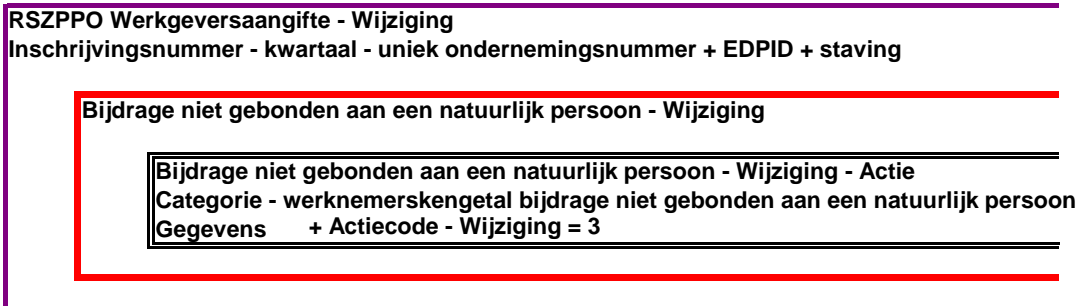 RSZPPO Werkgeversaangifte - Wijziging
Inschrijvingsnummer - kwartaal - uniek ondernemingsnummer + EDPID + staving
Bijdrage niet gebonden aan een natuurlijk persoon - Wijziging
Bijdrage niet gebonden aan een natuurlijk persoon - Wijziging - Actie
Categorie - werknemerskengetal bijdrage niet gebonden aan een natuurlijk persoon
Gegevens + Actiecode - Wijziging = 3